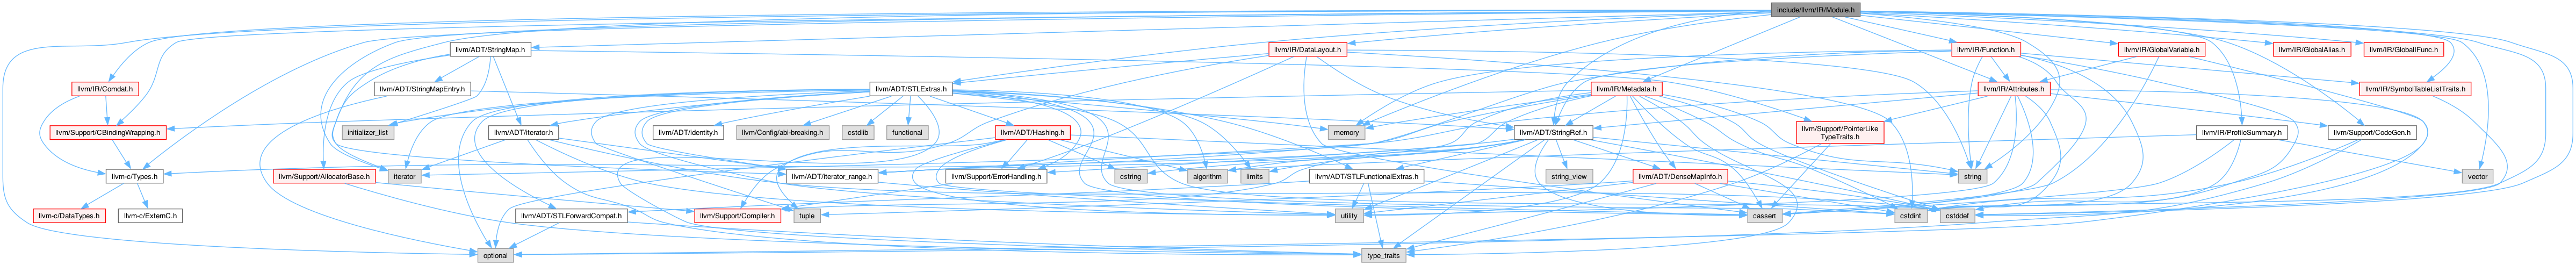 include/llvm/IR/Module.h
llvm/ADT/StringMap.h
llvm/IR/DataLayout.h
llvm/IR/Function.h
llvm/IR/GlobalVariable.h
llvm/IR/GlobalAlias.h
llvm/IR/GlobalIFunc.h
llvm/IR/Comdat.h
llvm/ADT/StringMapEntry.h
llvm/ADT/STLExtras.h
llvm/IR/Metadata.h
llvm/IR/Attributes.h
llvm/IR/SymbolTableListTraits.h
llvm/Support/CBindingWrapping.h
initializer_list
llvm/ADT/iterator.h
llvm/ADT/identity.h
llvm/Config/abi-breaking.h
cstdlib
functional
llvm/ADT/Hashing.h
memory
llvm/ADT/StringRef.h
llvm/Support/PointerLike
TypeTraits.h
llvm/IR/ProfileSummary.h
llvm/Support/CodeGen.h
llvm-c/Types.h
llvm/Support/AllocatorBase.h
iterator
llvm/ADT/iterator_range.h
llvm/Support/ErrorHandling.h
cstring
algorithm
limits
llvm/ADT/STLFunctionalExtras.h
string_view
llvm/ADT/DenseMapInfo.h
string
vector
llvm-c/DataTypes.h
llvm-c/ExternC.h
llvm/ADT/STLForwardCompat.h
llvm/Support/Compiler.h
tuple
utility
cassert
cstdint
cstddef
optional
type_traits